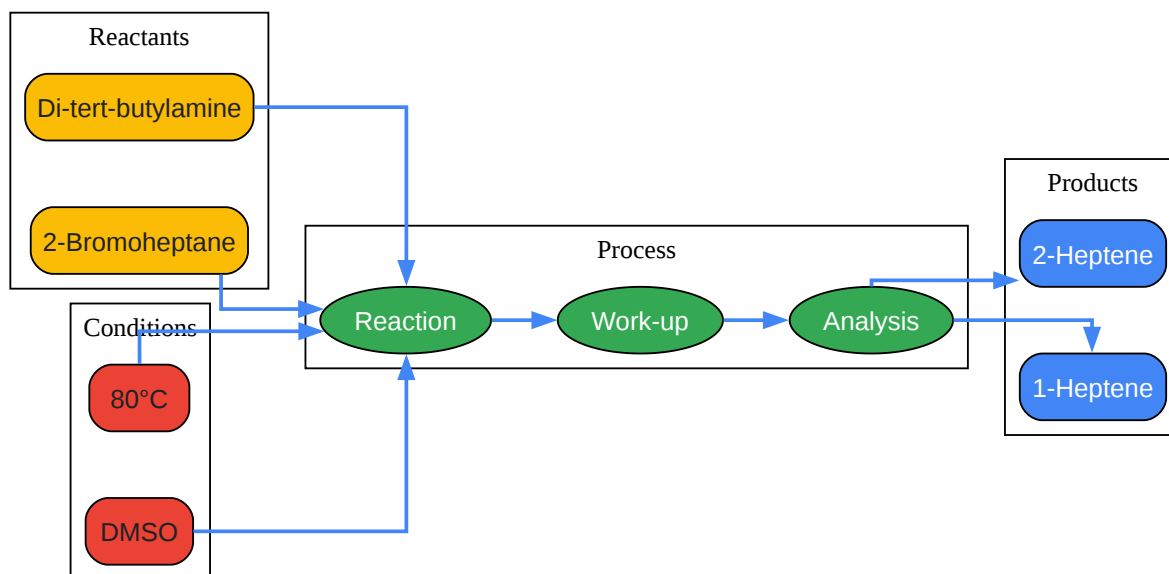 Reactants
Di-tert-butylamine
2-Bromoheptane
Conditions
80°C
DMSO
Process
Reaction
Work-up
Analysis
Products
2-Heptene
1-Heptene